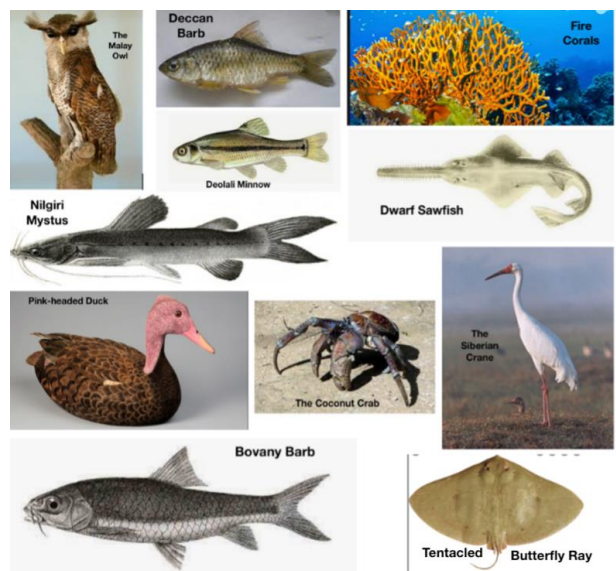 The
Malay
Owl
Deccan
Barb
Fire
Corals
Deolali Minnow
Dwarf Sawfish
Nilgiri
Mystus
Pink-headed Duck
The Coconut Crab
The
Siberian
Crane
Bovany Barb
Tentacled Butterfly Ray